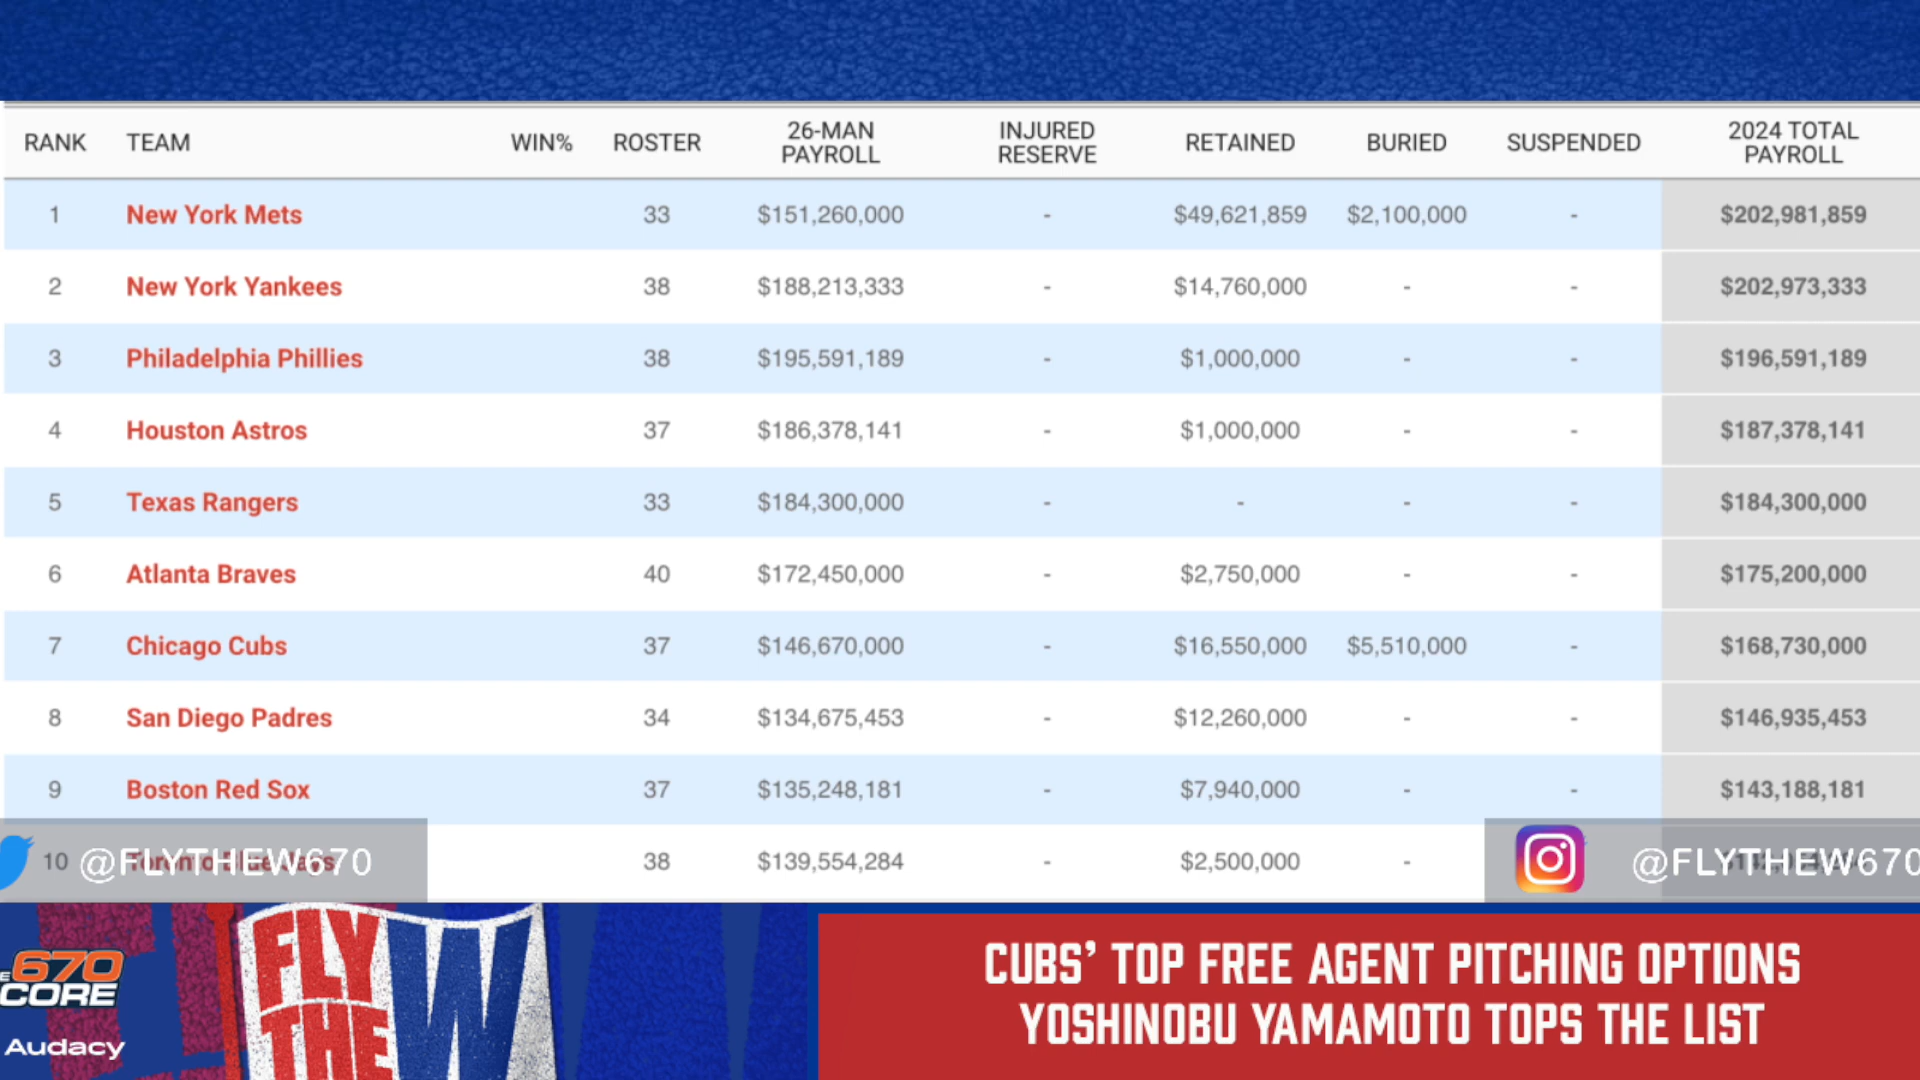 RANK TEAM WIN% ROSTER 26-MAN PAYROLL INJURED RESERVE RETAINED BURIED SUSPENDED 2024 TOTAL PAYROLL
1 New York Mets 33 $151,260,000 - $49,621,859 $2,100,000 - $202,981,859
2 New York Yankees 38 $188,213,333 - $14,760,000 - - $202,973,333
3 Philadelphia Phillies 38 $195,591,189 - $1,000,000 - - $196,591,189
4 Houston Astros 37 $186,378,141 - $1,000,000 - - $187,378,141
5 Texas Rangers 33 $184,300,000 - - - - $184,300,000
6 Atlanta Braves 40 $172,450,000 - $2,750,000 - - $175,200,000
7 Chicago Cubs 37 $146,670,000 - $16,550,000 $5,510,000 - $168,730,000
8 San Diego Padres 34 $134,675,453 - $12,260,000 - - $146,935,453
9 Boston Red Sox 37 $135,248,181 - $7,940,000 - - $143,188,181
10 Toronto Blue Jays 38 $139,554,284 - $2,500,000 -
@FLYTHEW670
@FLYTHEW670
670
CORE
Audacy
FLY
THE
W
CUBS' TOP FREE AGENT PITCHING OPTIONS
YOSHINOBU YAMAMOTO TOPS THE LIST